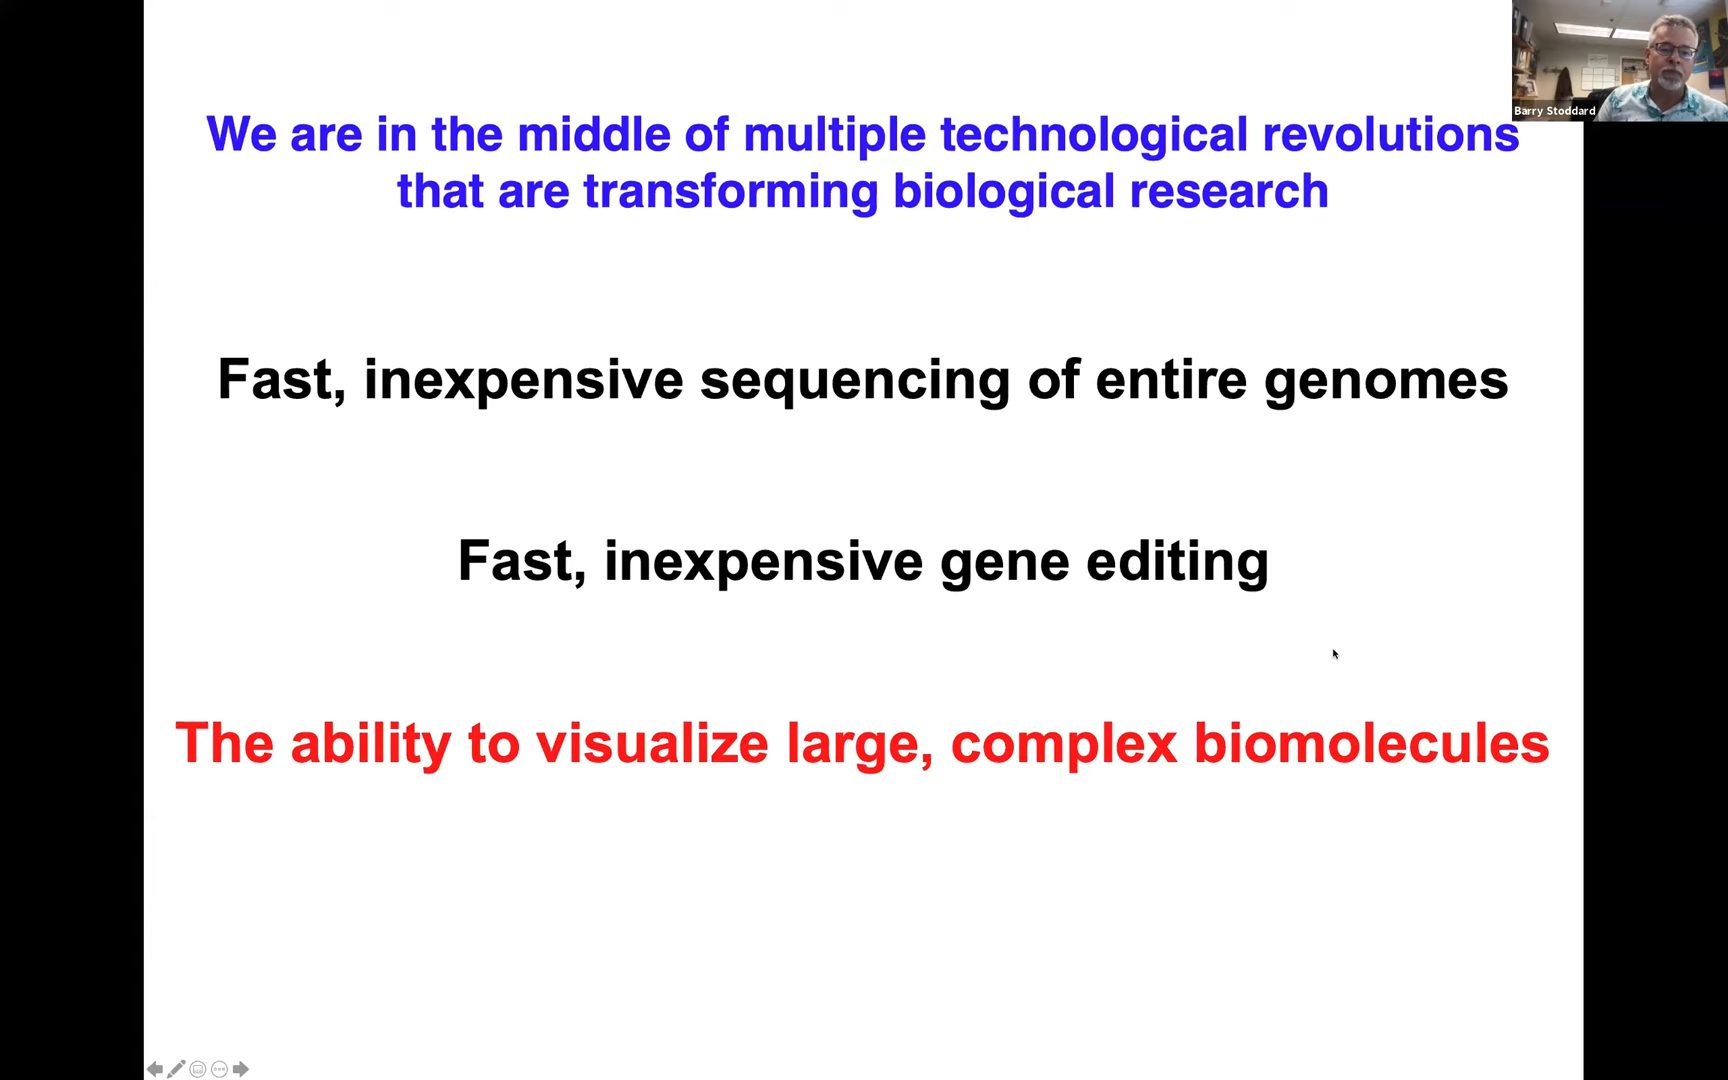 We are in the middle of multiple technological revolutions
that are transforming biological research
Fast, inexpensive sequencing of entire genomes
Fast, inexpensive gene editing
The ability to visualize large, complex biomolecules
Barry Stoddard